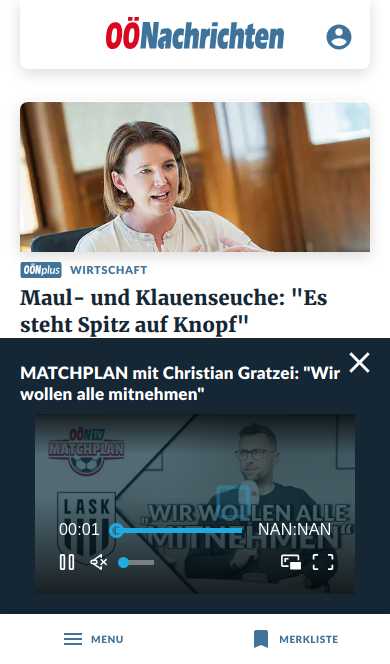 OÖNachrichten
OÖNplus WIRTSCHAFT
Maul- und Klauenseuche: "Es
steht Spitz auf Knopf"
MATCHPLAN mit Christian Gratzei: "Wir
wollen alle mitnehmen"
OÖN TV
MATCHPLAN
LASK
„WIR WOLLEN ALLE
MITNEHMEN"
00:01 NAN:NAN
MENU MERKLISTE